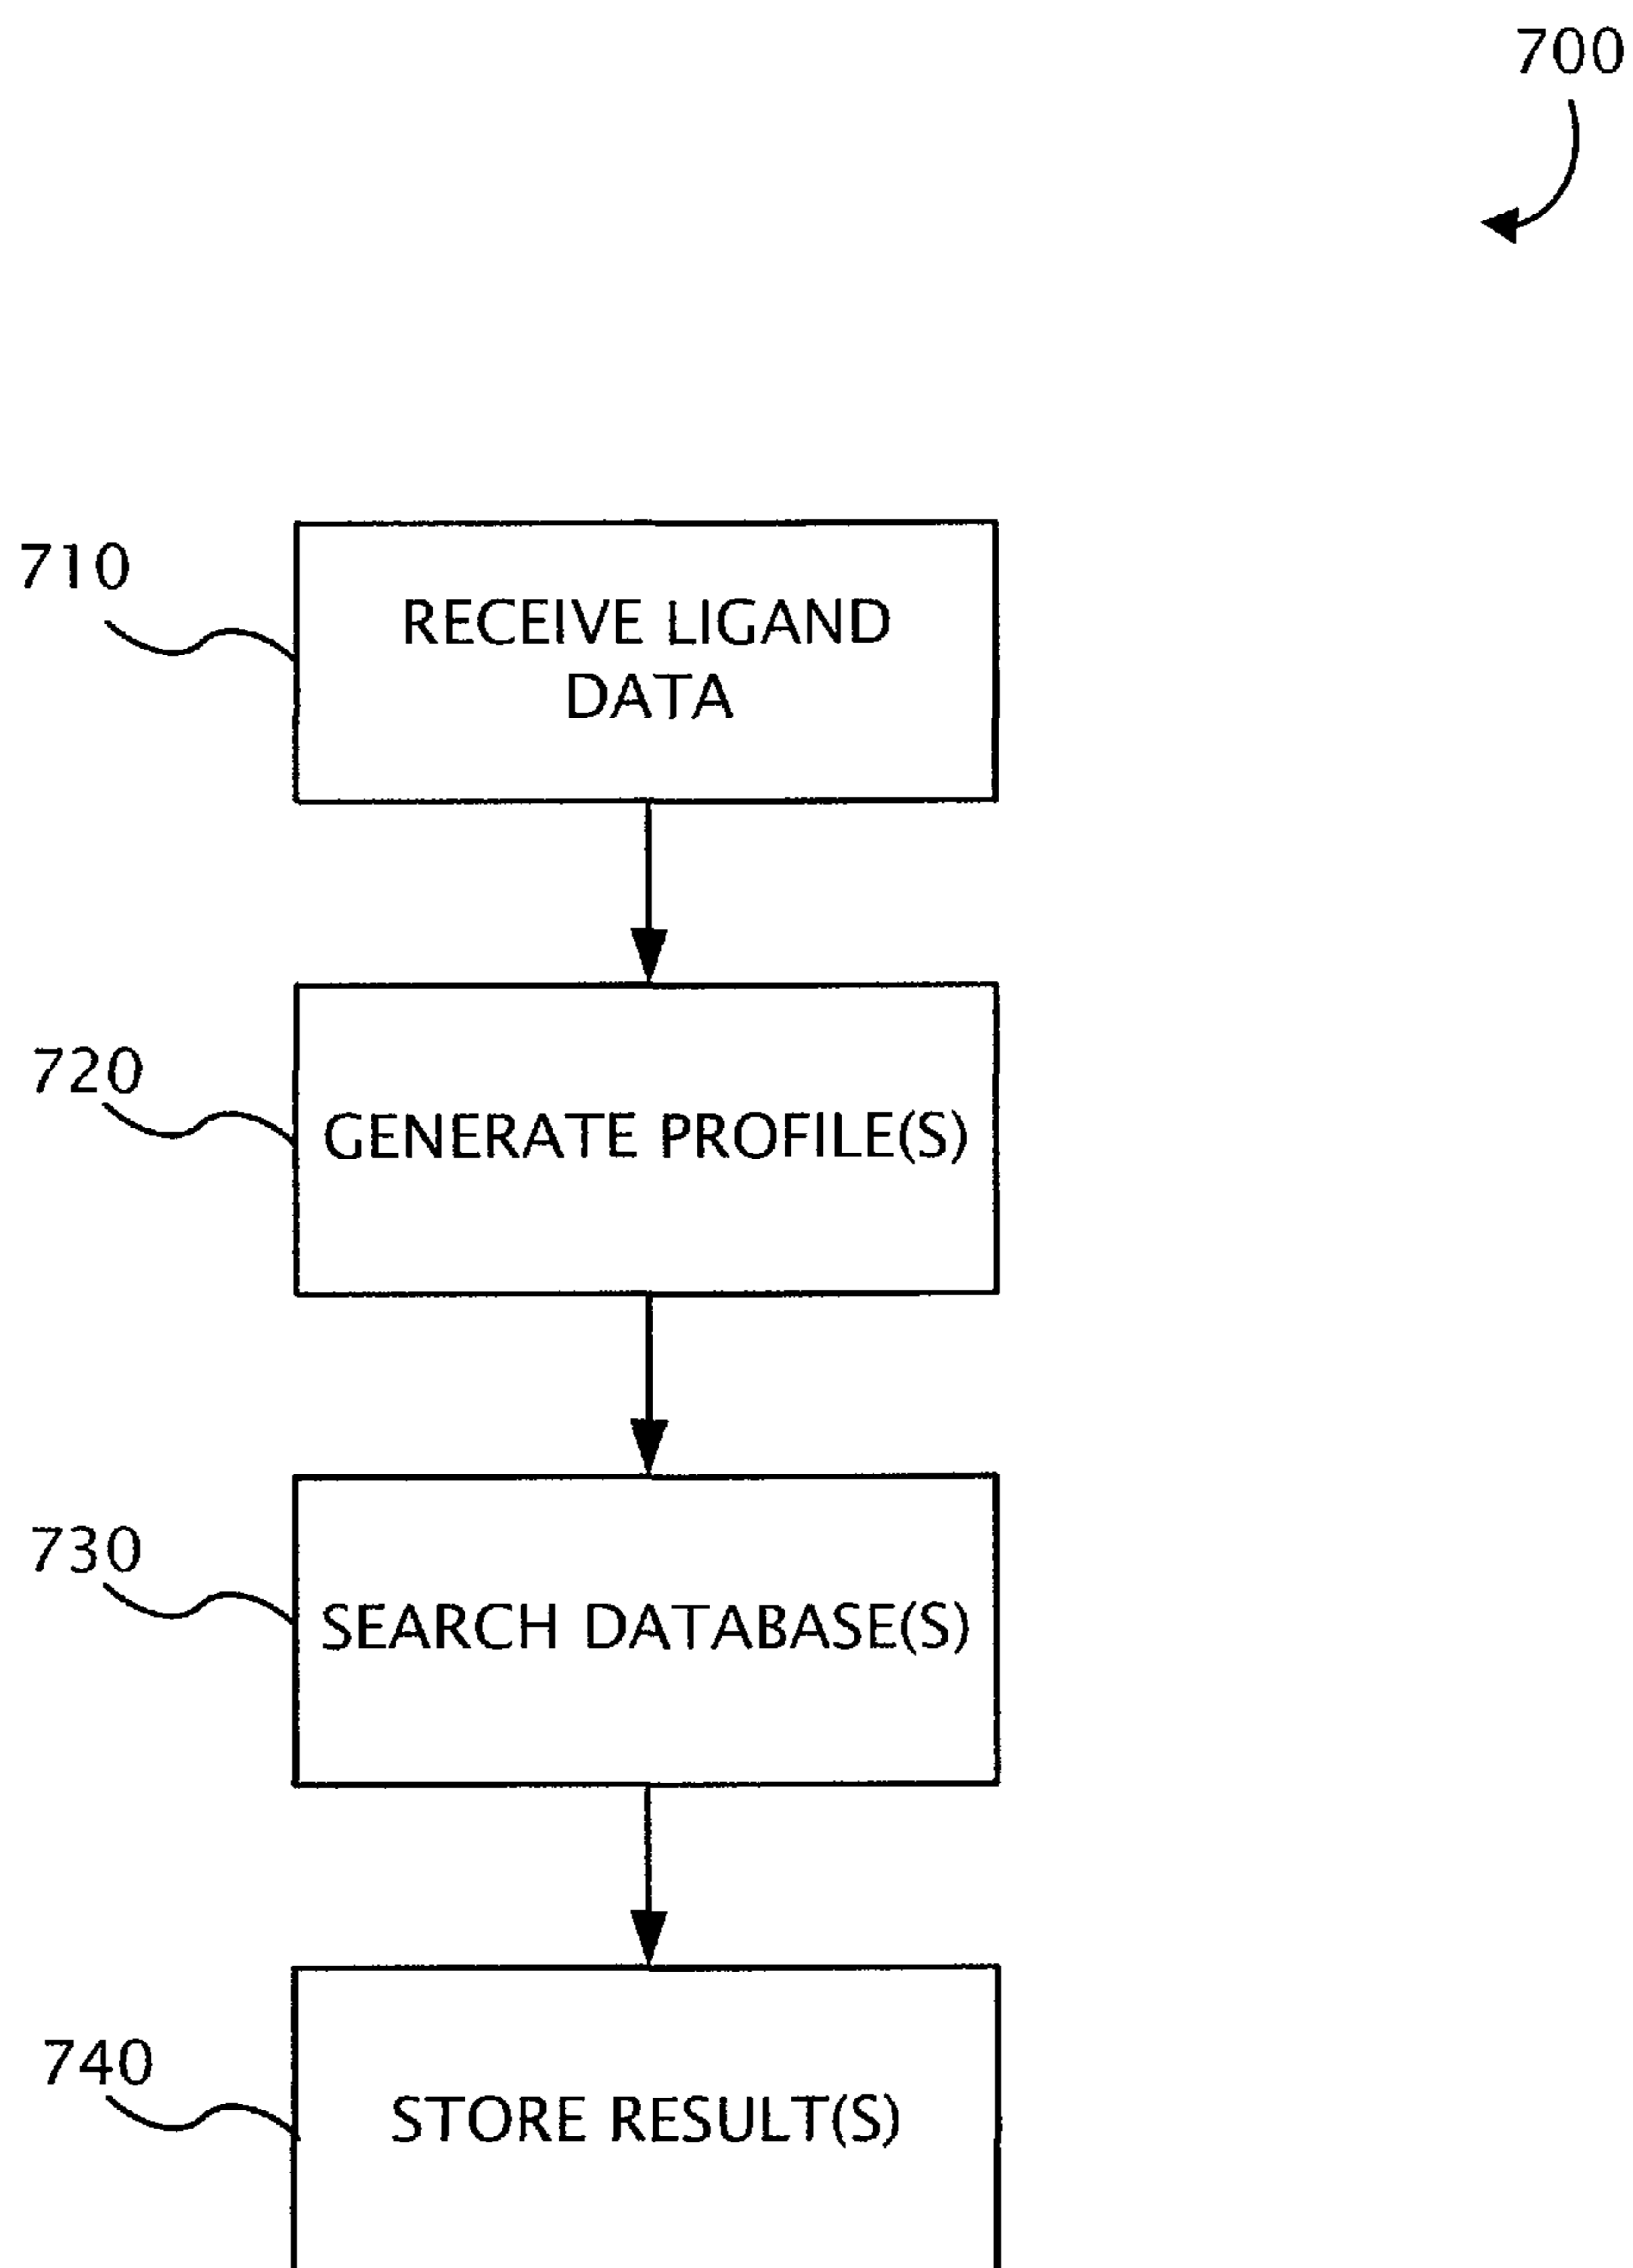 700
710
RECEIVE LIGAND
DATA
720
GENERATE PROFILE(S)
730
SEARCH DATABASE(S)
740
STORE RESULT(S)